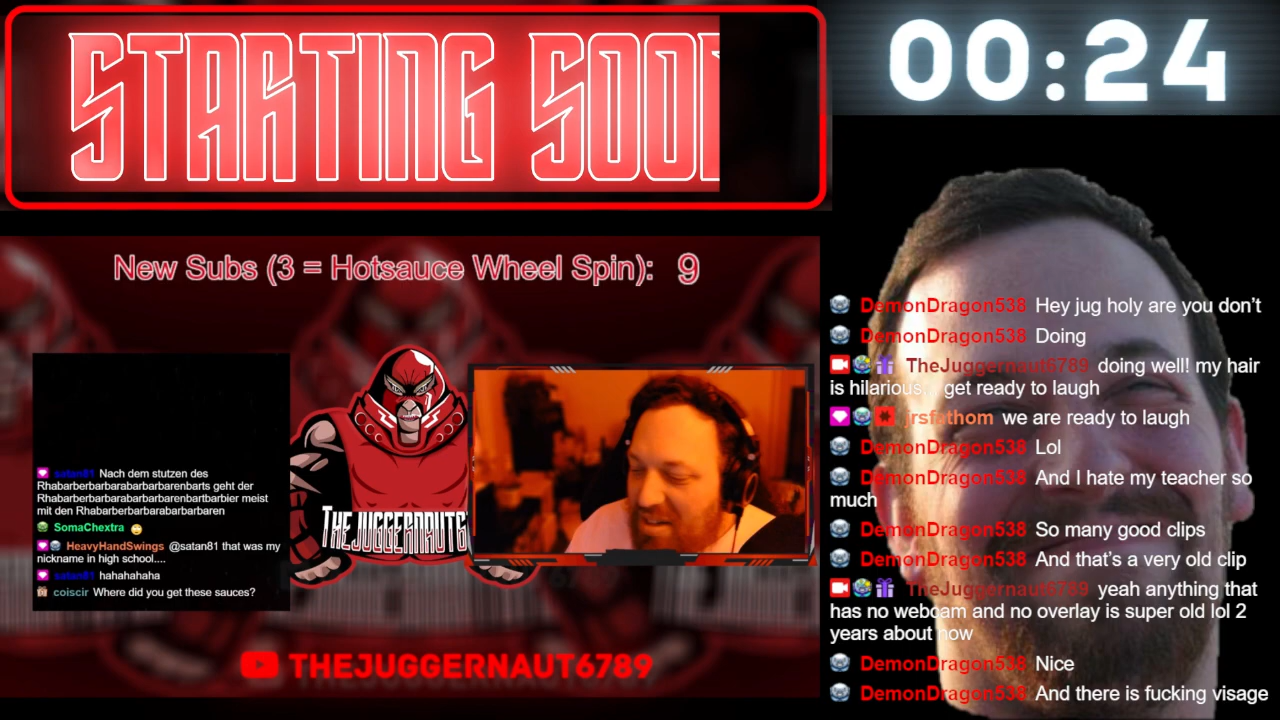 STARTING SOO
00:24
New Subs (3 = Hotsauce Wheel Spin): 9
satan81 Nach dem stutzen des
Rhabarberbarbarabarbarbarenbarts geht der
Rhabarberbarbarabarbarbarenbartbarbier meist
mit den Rhabarberbarbarabarbarbaren
SomaChextra
HeavyHandSwings @satan81 that was my
nickname in high school....
satan81 hahahahaha
coiscir Where did you get these sauces?
THEJUGGERNAUT67
THEJUGGERNAUT6789
DemonDragon538 Hey jug holy are you don’t
DemonDragon538 Doing
TheJuggernaut6789 doing well! my hair
is hilarious, get ready to laugh
jrsfathom we are ready to laugh
DemonDragon538 Lol
DemonDragon538 And I hate my teacher so
much
DemonDragon538 So many good clips
DemonDragon538 And that’s a very old clip
TheJuggernaut6789 yeah anything that
has no webcam and no overlay is super old lol 2
years about now
DemonDragon538 Nice
DemonDragon538 And there is fucking visage